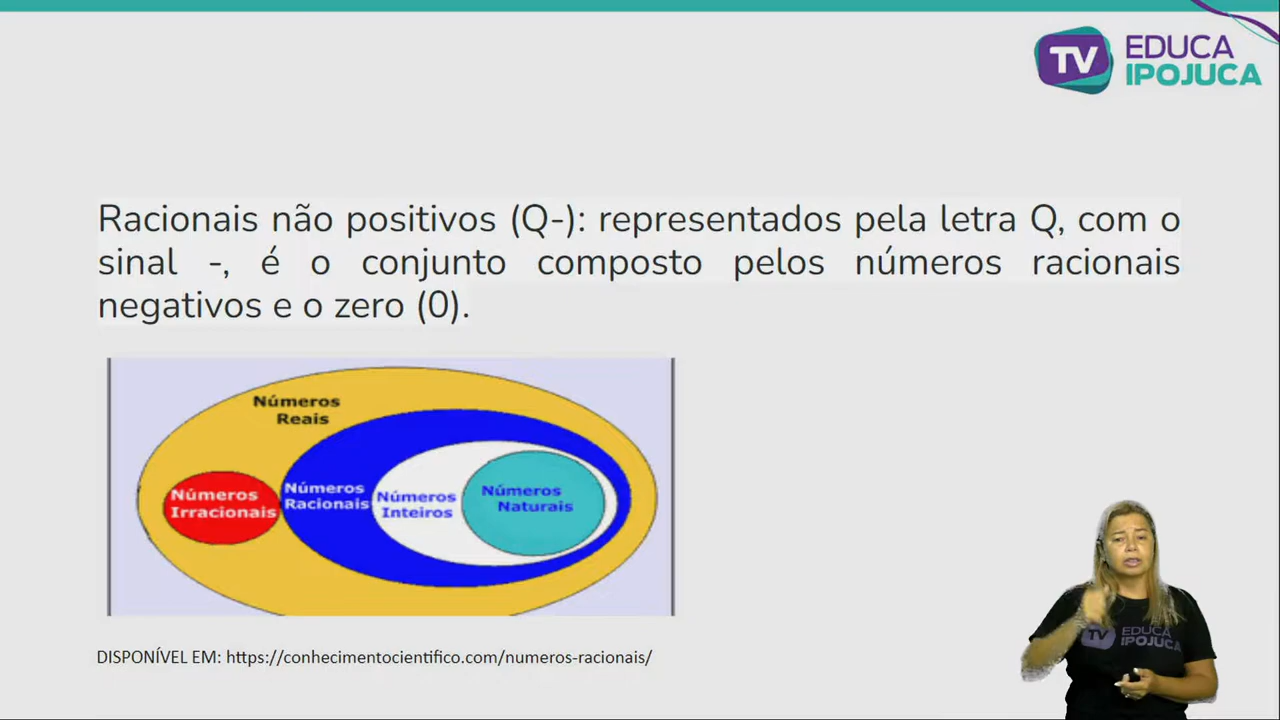 TV EDUCA
IPOJUCA
Racionais não positivos (Q-): representados pela letra Q, com o
sinal -, é o conjunto composto pelos números racionais
negativos e o zero (0).
Números
Reais
Números
Irracionais
Números
Racionais
Números
Inteiros
Números
Naturais
DISPONÍVEL EM: https://conhecimentocientifico.com/numeros-racionais/
TV EDUCA
IPOJUCA